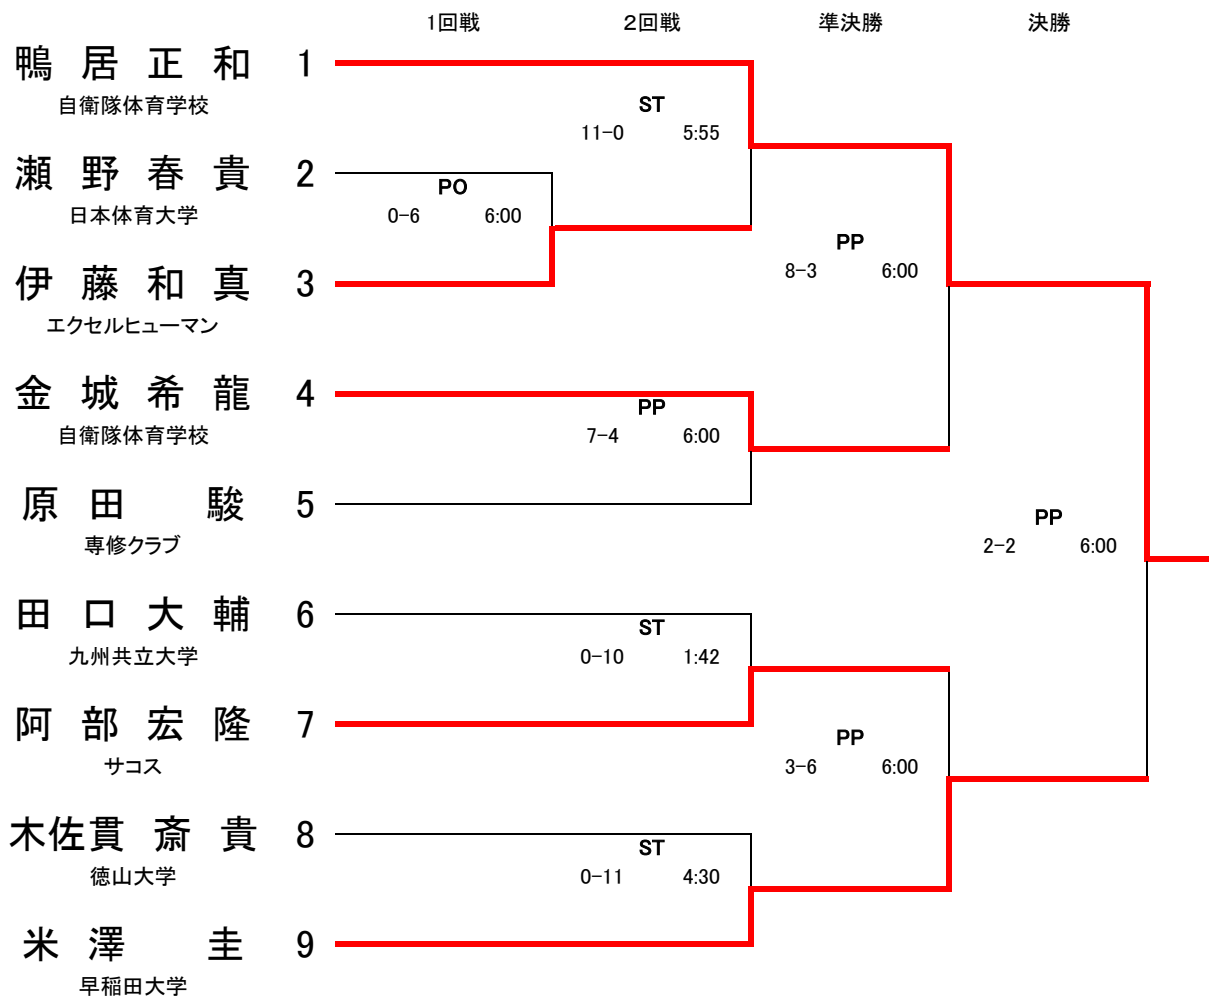 1回戦 2回戦 準決勝 決勝
鴨居正和 1
自衛隊体育学校
ST
11-0 5:55
瀬野春貴 2
日本体育大学
PO
0-6 6:00
PP
8-3 6:00
伊藤和真 3
エクセルヒューマン
金城希龍 4
自衛隊体育学校
PP
7-4 6:00
原田 駿 5
専修クラブ
PP
2-2 6:00
田口大輔 6
九州共立大学
ST
0-10 1:42
阿部宏隆 7
サコス
PP
3-6 6:00
木佐貫斎貴 8
徳山大学
ST
0-11 4:30
米澤 圭 9
早稲田大学